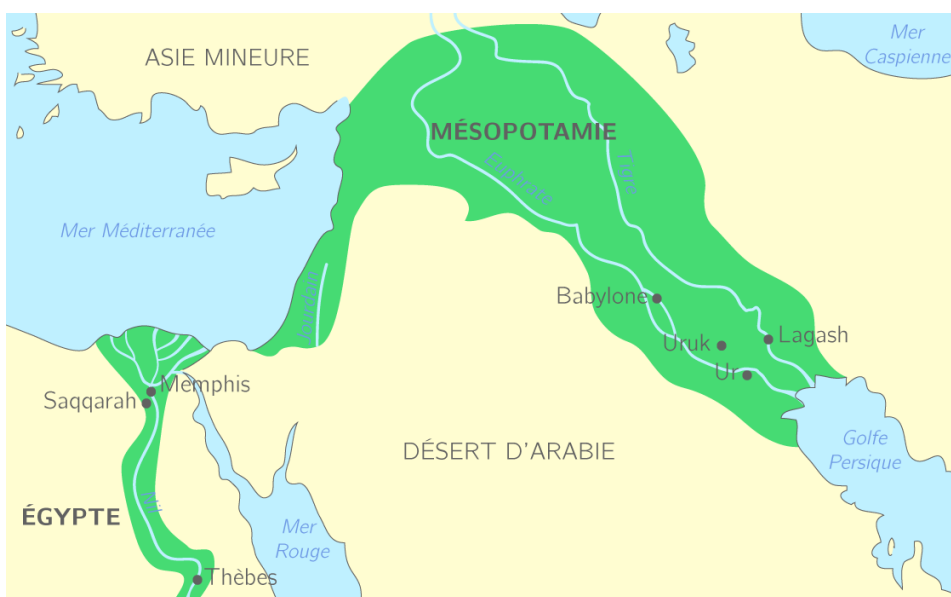 Mer
Caspienne
ASIE MINEURE
MÉSOPOTAMIE
Euphrate
Tigre
Mer Méditerranée
Jourdain
Babylone
Uruk
Lagash
Ur
Memphis
Saqqarah
Golfe
Persique
DÉSERT D'ARABIE
Nil
ÉGYPTE
Mer
Rouge
Thèbes